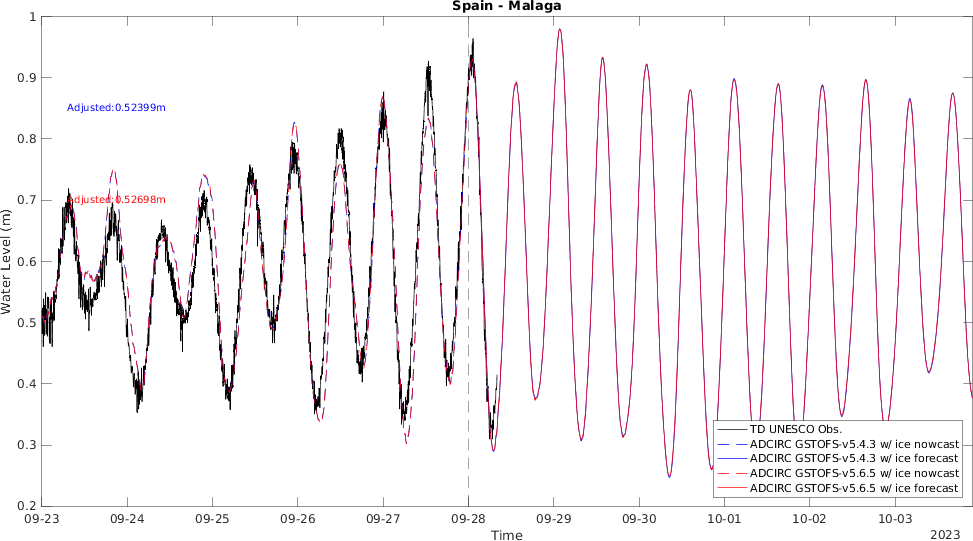 Spain - Malaga
1
0.9
0.8
0.7
0.6
0.5
0.4
0.3
0.2
Water Level (m)
Adjusted:0.52399m
Adjusted:0.52698m
TD UNESCO Obs.
ADCIRC GSTOFS-v5.4.3 w/ ice nowcast
ADCIRC GSTOFS-v5.4.3 w/ ice forecast
ADCIRC GSTOFS-v5.6.5 w/ ice nowcast
ADCIRC GSTOFS-v5.6.5 w/ ice forecast
09-23 09-24 09-25 09-26 09-27 09-28 09-29 09-30 10-01 10-02 10-03
Time
2023